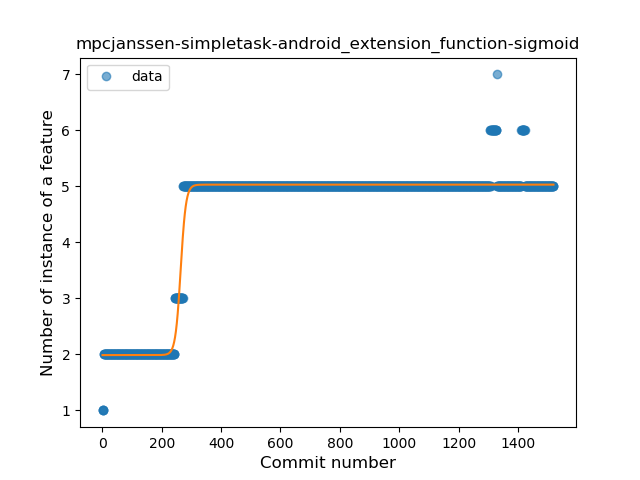 mpcjanssen-simpletask-android_extension_function-sigmoid
data
Number of instance of a feature
7
6
5
4
3
2
1
0 200 400 600 800 1000 1200 1400
Commit number